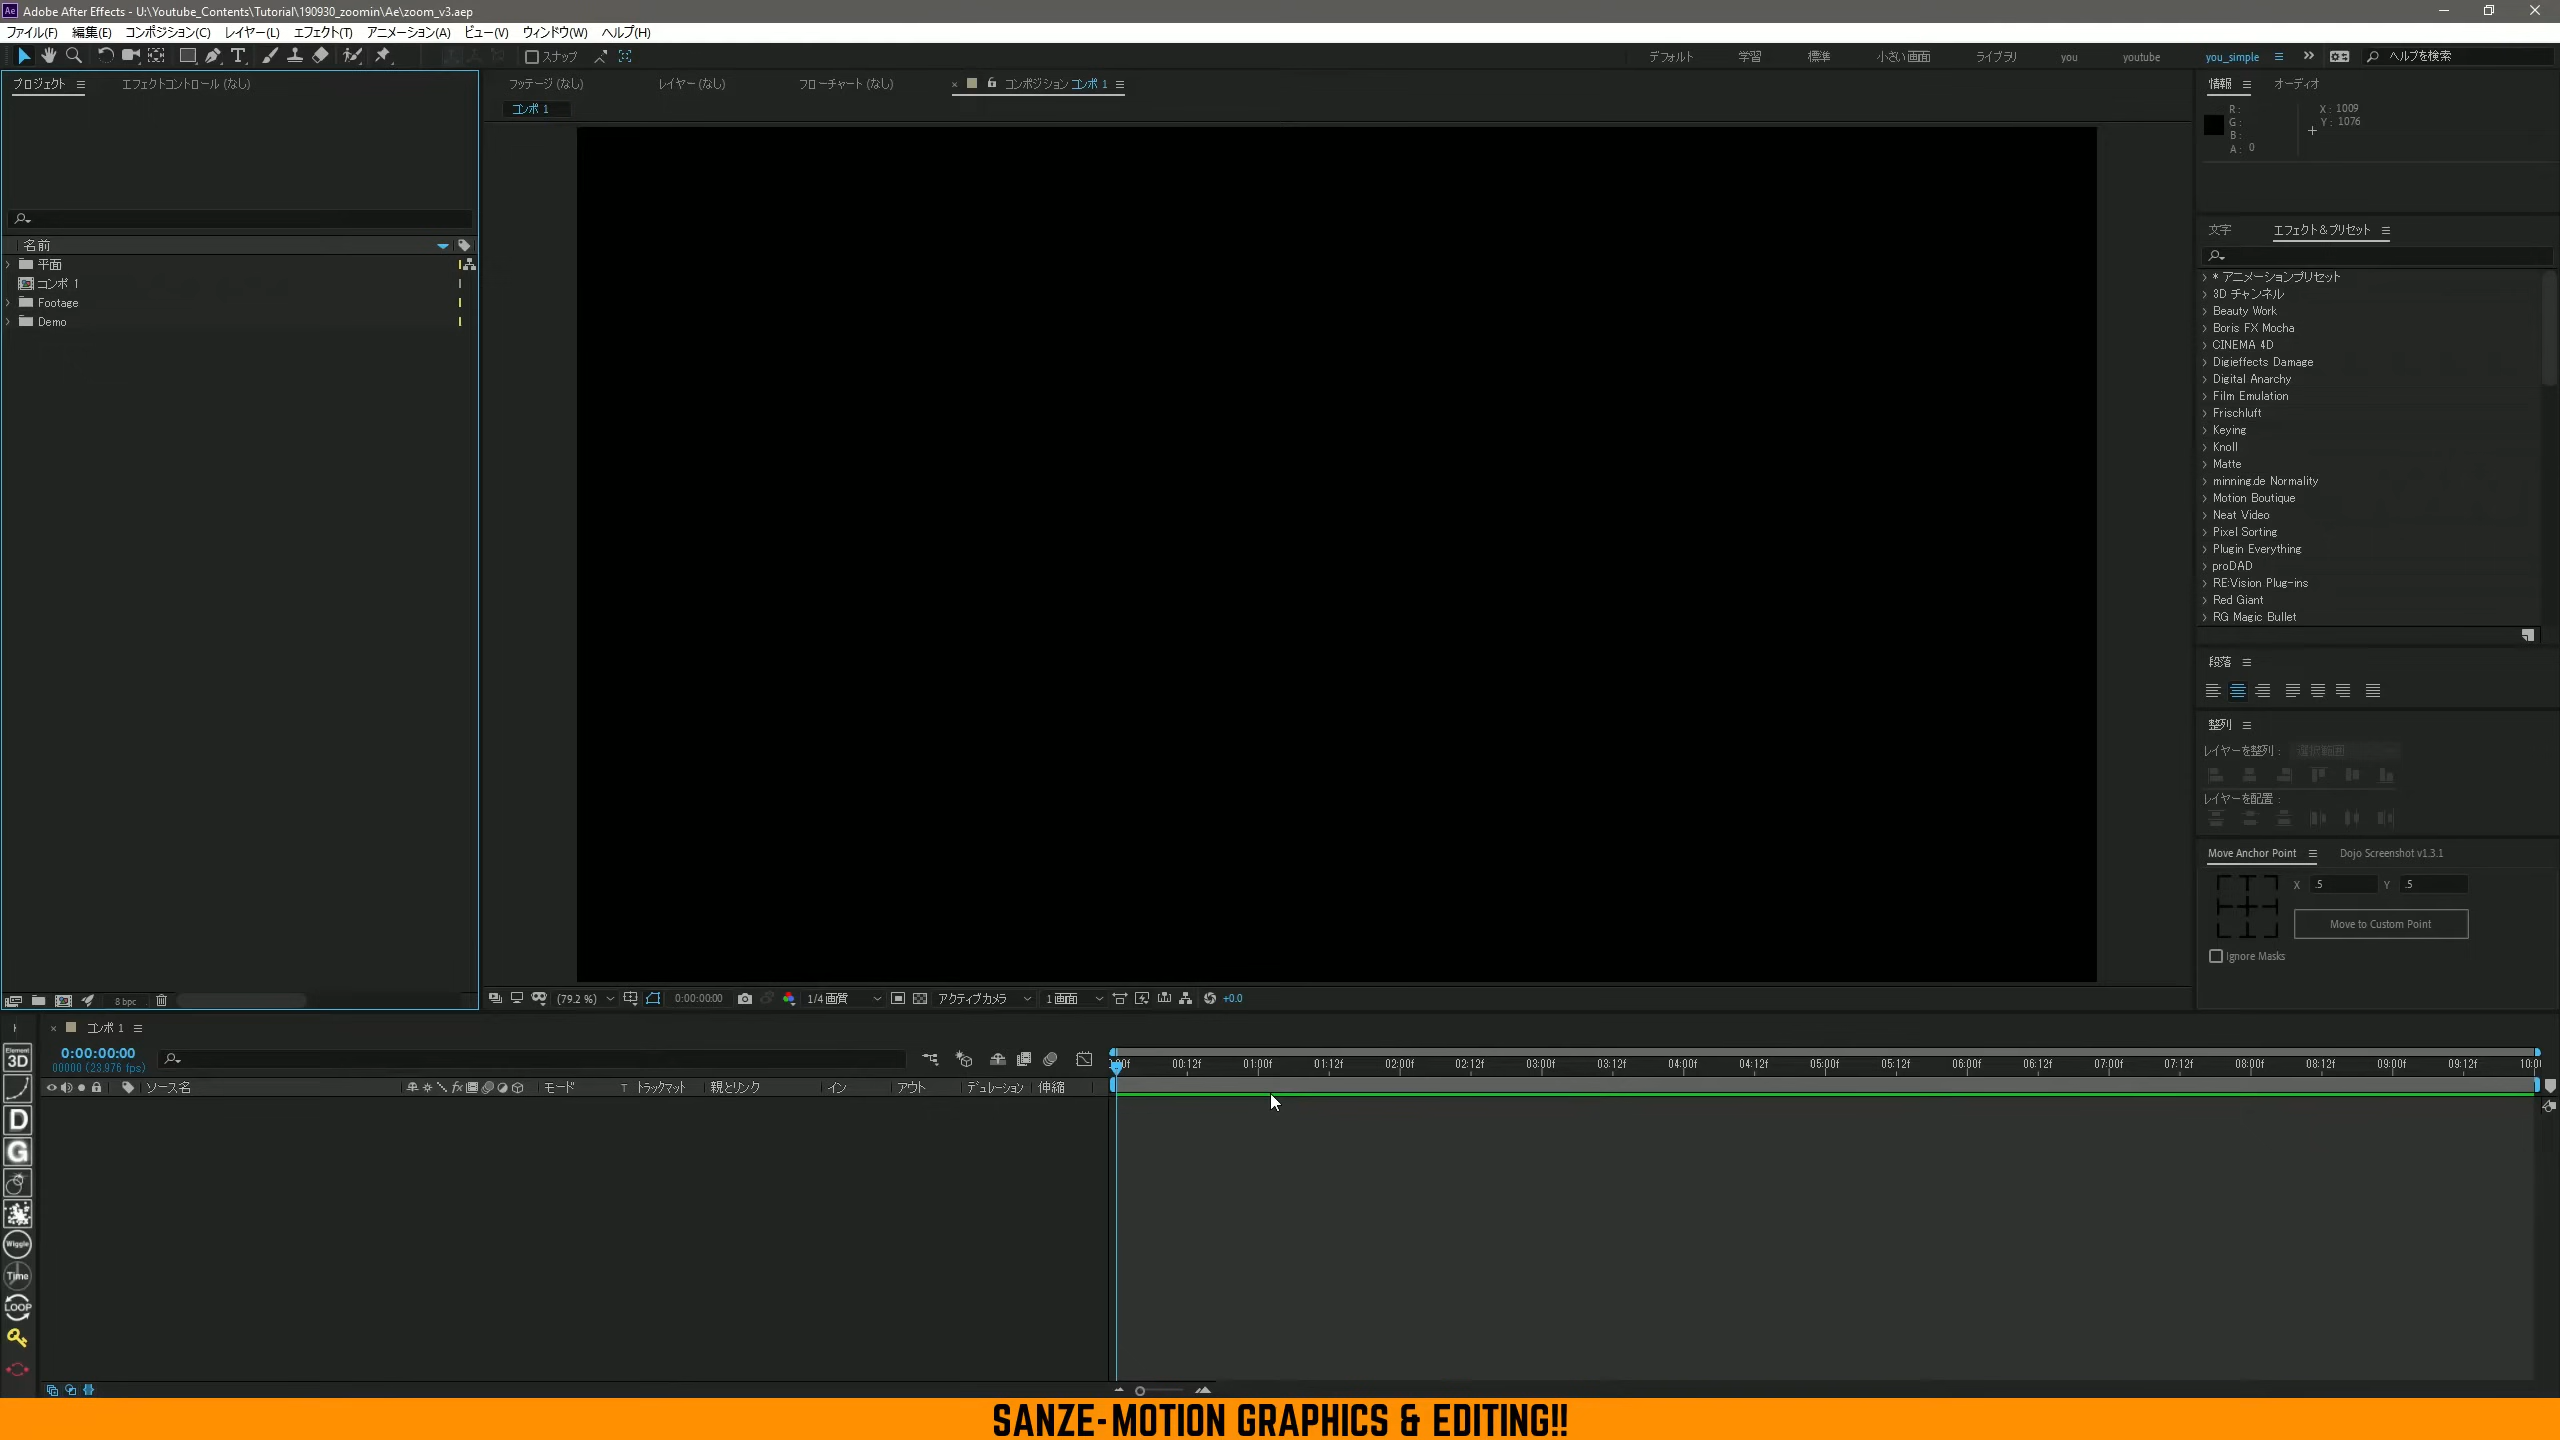 Ae Adobe After Effects - U:\Youtube_Contents\Tutorial\190930_zoomin\Ae\zoom_v3.aep
ファイル(F) 編集(E) コンポジション(C) レイヤー(L) エフェクト(T) アニメーション(A) ビュー(V) ウィンドウ(W) ヘルプ(H)
スナップ デフォルト 学習 標準 小さい画面 ライブラリ you youtube you_simple ヘルプを検索
プロジェクト エフェクトコントロール (なし) フッテージ (なし) レイヤー (なし) フローチャート (なし) コンポジション コンポ 1 情報 オーディオ
コンポ 1
R :
G :
B :
A : 0
X : 1009
Y : 1076
名前
平面
コンポ 1
Footage
Demo
文字 エフェクト＆プリセット
* アニメーションプリセット
3D チャンネル
Beauty Work
Boris FX Mocha
CINEMA 4D
Digieffects Damage
Digital Anarchy
Film Emulation
Frischluft
Keying
Knoll
Matte
minning.de Normality
Motion Boutique
Neat Video
Pixel Sorting
Plugin Everything
proDAD
RE:Vision Plug-ins
Red Giant
RG Magic Bullet
段落
整列
レイヤーを整列 : 選択範囲
レイヤーを配置 :
Move Anchor Point Dojo Screenshot v1.3.1
X .5 Y .5
Move to Custom Point
Ignore Masks
8 bpc (79.2 %) 0:00:00:00 1/4 画質 アクティブカメラ 1 画面 +0.0
コンポ 1
0:00:00:00
00000 (23.976 fps)
:00f 00:12f 01:00f 01:12f 02:00f 02:12f 03:00f 03:12f 04:00f 04:12f 05:00f 05:12f 06:00f 06:12f 07:00f 07:12f 08:00f 08:12f 09:00f 09:12f 10:0(
ソース名 fx モード T トラックマット 親とリンク イン アウト デュレーション 伸縮
Element
3D
D
G
Wiggle
Time
LOOP
SANZE-MOTION GRAPHICS & EDITING!!